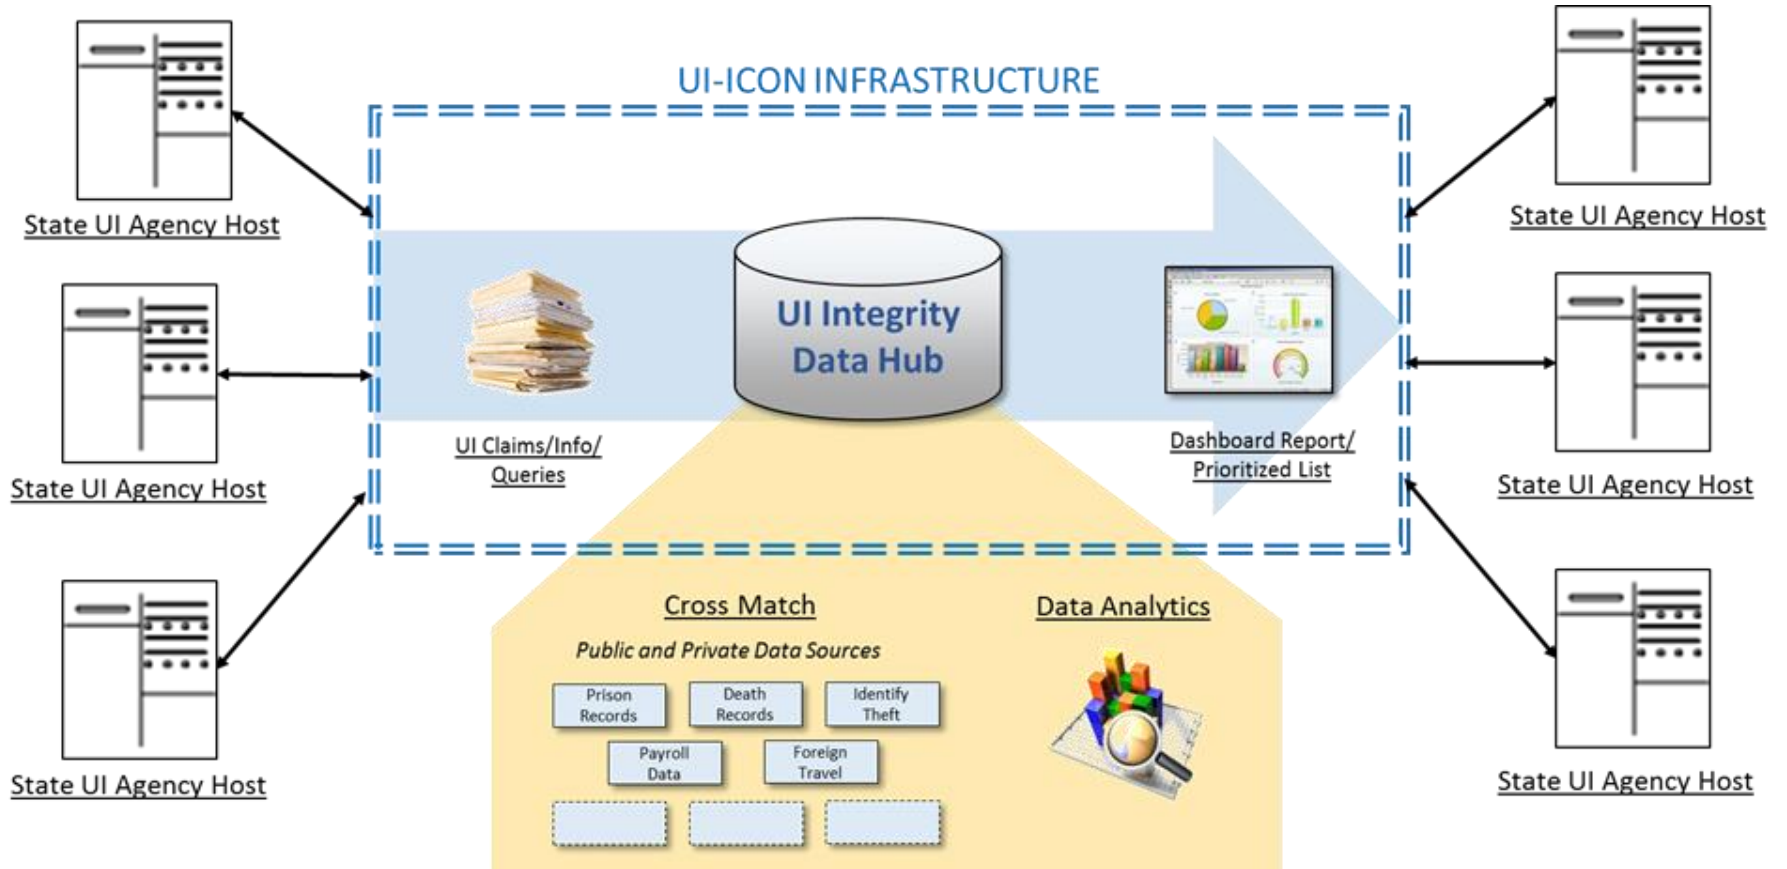 UI-ICON INFRASTRUCTURE
State UI Agency Host
State UI Agency Host
UI Integrity
Data Hub
UI Claims/Info/
Queries
Dashboard Report/
Prioritized List
State UI Agency Host
State UI Agency Host
Cross Match
Data Analytics
Public and Private Data Sources
Prison
Records
Death
Records
Identify
Theft
Payroll
Data
Foreign
Travel
State UI Agency Host
State UI Agency Host